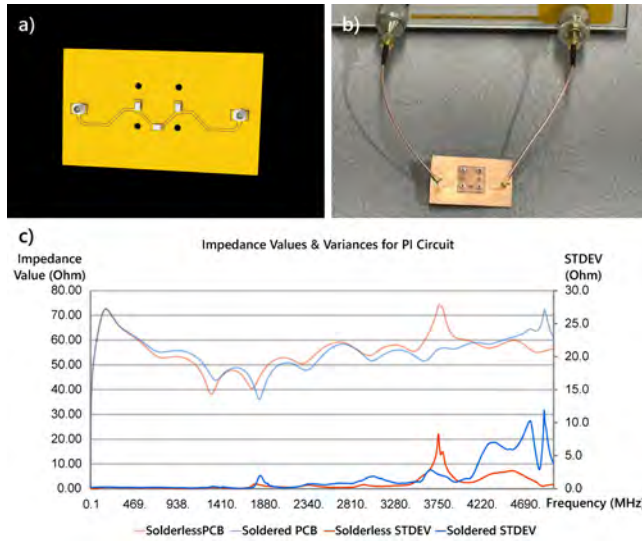 a)
b)
c)
Impedance Values & Variances for PI Circuit
Impedance
Value (Ohm)
STDEV
(Ohm)
80.00
70.00
60.00
50.00
40.00
30.00
20.00
10.00
0.00
30.0
25.0
20.0
15.0
10.0
5.0
0.0
0.1 469. 938. 1410. 1880. 2340. 2810. 3280. 3750. 4220. 4690. Frequency (MHz)
SolderlessPCB Soldered PCB Solderless STDEV Soldered STDEV